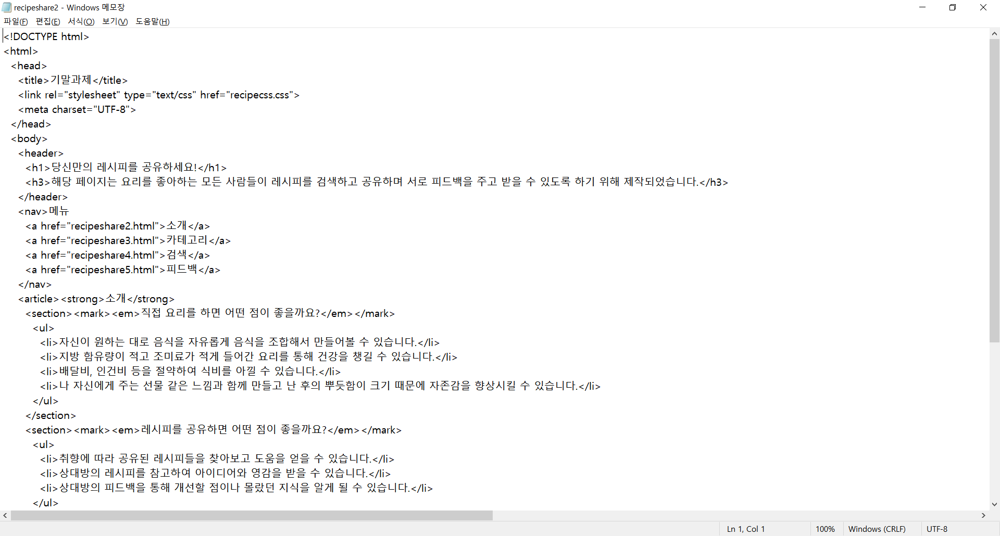 recipeshare2 - Windows 메모장
파일(F) 편집(E) 서식(O) 보기(V) 도움말(H)
<!DOCTYPE html>
<html>
<head>
<title>기말과제</title>
<link rel="stylesheet" type="text/css" href="recipecss.css">
<meta charset="UTF-8">
</head>
<body>
<header>
<h1>당신만의 레시피를 공유하세요!</h1>
<h3>해당 페이지는 요리를 좋아하는 모든 사람들이 레시피를 검색하고 공유하며 서로 피드백을 주고 받을 수 있도록 하기 위해 제작되었습니다.</h3>
</header>
<nav>메뉴
<a href="recipeshare2.html">소개</a>
<a href="recipeshare3.html">카테고리</a>
<a href="recipeshare4.html">검색</a>
<a href="recipeshare5.html">피드백</a>
</nav>
<article><strong>소개</strong>
<section><mark><em>직접 요리를 하면 어떤 점이 좋을까요?</em></mark>
<ul>
<li>자신이 원하는 대로 음식을 자유롭게 음식을 조합해서 만들어볼 수 있습니다.</li>
<li>지방 함유량이 적고 조미료가 적게 들어간 요리를 통해 건강을 챙길 수 있습니다.</li>
<li>배달비, 인건비 등을 절약하여 식비를 아낄 수 있습니다.</li>
<li>나 자신에게 주는 선물 같은 느낌과 함께 만들고 난 후의 뿌듯함이 크기 때문에 자존감을 향상시킬 수 있습니다.</li>
</ul>
</section>
<section><mark><em>레시피를 공유하면 어떤 점이 좋을까요?</em></mark>
<ul>
<li>취향에 따라 공유된 레시피들을 찾아보고 도움을 얻을 수 있습니다.</li>
<li>상대방의 레시피를 참고하여 아이디어와 영감을 받을 수 있습니다.</li>
<li>상대방의 피드백을 통해 개선할 점이나 몰랐던 지식을 알게 될 수 있습니다.</li>
</ul>
Ln 1, Col 1 100% Windows (CRLF) UTF-8